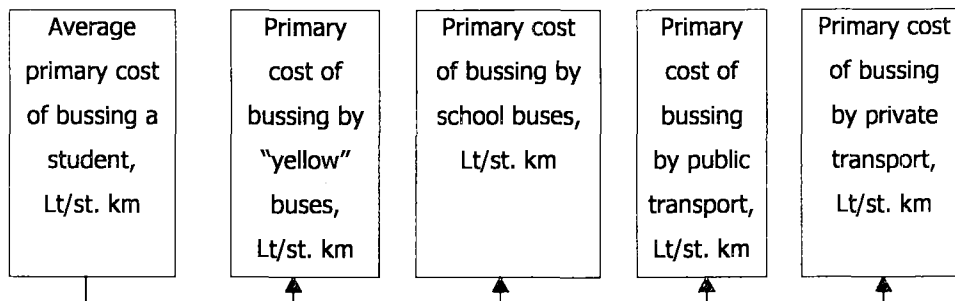 Average
primary cost
of bussing a
student,
Lt/st. km
Primary
cost of
bussing by
“yellow”
buses,
Lt/st. km
Primary cost
of bussing by
school buses,
Lt/st. km
Primary
cost of
bussing
by public
transport,
Lt/st. km
Primary cost
of bussing
by private
transport,
Lt/st. km